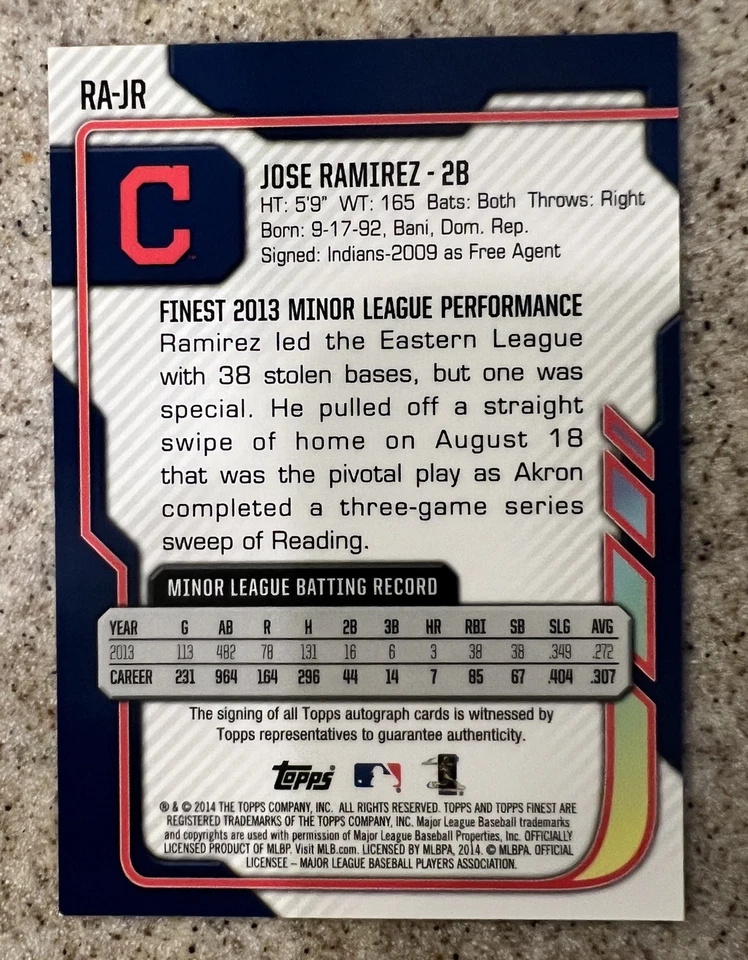 RA-JR
C
JOSE RAMIREZ - 2B
HT: 5'9" WT: 165 Bats: Both Throws: Right
Born: 9-17-92, Bani, Dom. Rep.
Signed: Indians-2009 as Free Agent
FINEST 2013 MINOR LEAGUE PERFORMANCE
Ramirez led the Eastern League
with 38 stolen bases, but one was
special. He pulled off a straight
swipe of home on August 18
that was the pivotal play as Akron
completed a three-game series
sweep of Reading.
MINOR LEAGUE BATTING RECORD
YEAR G AB R H 2B 3B HR RBI SB SLG AVG
2013 113 482 78 131 16 6 3 38 38 .349 .272
CAREER 231 964 164 296 44 14 7 85 67 .404 .307
The signing of all Topps autograph cards is witnessed by
Topps representatives to guarantee authenticity.
Topps
® & © 2014 THE TOPPS COMPANY, INC. ALL RIGHTS RESERVED. TOPPS AND TOPPS FINEST ARE
REGISTERED TRADEMARKS OF THE TOPPS COMPANY, INC. Major League Baseball trademarks
and copyrights are used with permission of Major League Baseball Properties, Inc. OFFICIALLY
LICENSED PRODUCT OF MLBP. Visit MLB.com. LICENSED BY MLBPA, 2014. © MLBPA. OFFICIAL
LICENSEE – MAJOR LEAGUE BASEBALL PLAYERS ASSOCIATION.